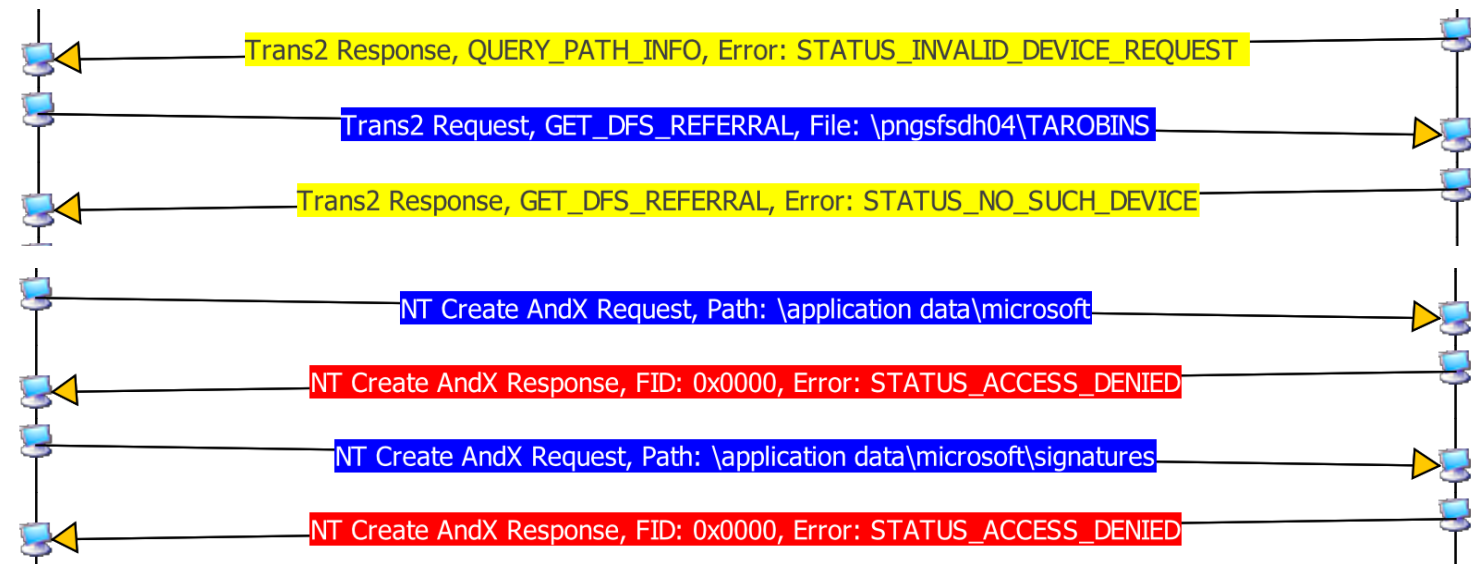 Trans2 Response, QUERY_PATH_INFO, Error: STATUS_INVALID_DEVICE_REQUEST
Trans2 Request, GET_DFS_REFERRAL, File: \pngsfsdh04\TAROBINS
Trans2 Response, GET_DFS_REFERRAL, Error: STATUS_NO_SUCH_DEVICE
NT Create AndX Request, Path: \application data\microsoft
NT Create AndX Response, FID: 0x0000, Error: STATUS_ACCESS_DENIED
NT Create AndX Request, Path: \application data\microsoft\signatures
NT Create AndX Response, FID: 0x0000, Error: STATUS_ACCESS_DENIED